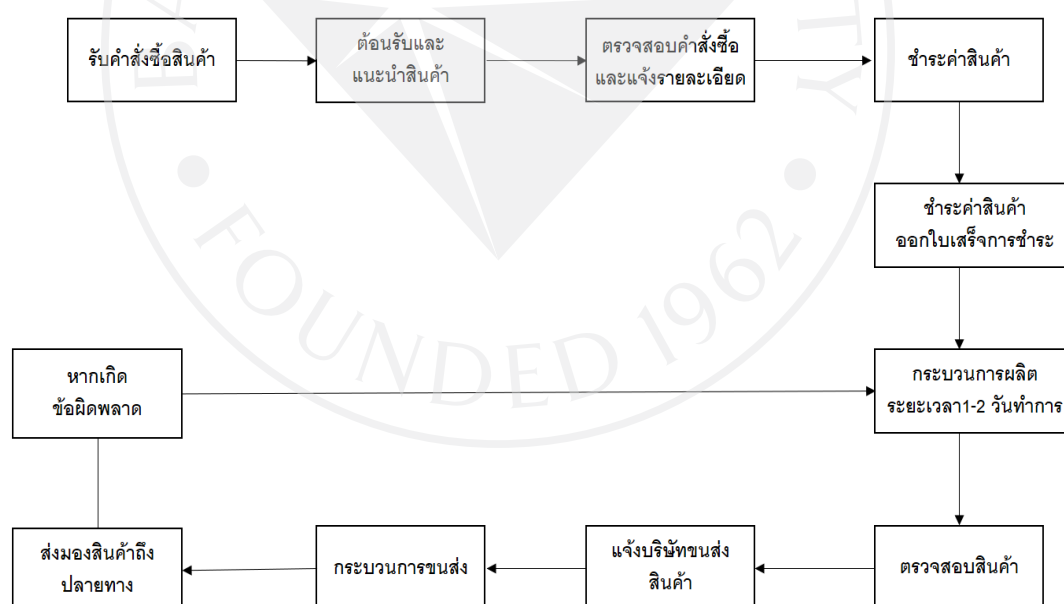 รับคำสั่งซื้อสินค้า
ต้อนรับและ
แนะนำสินค้า
ตรวจสอบคำสั่งซื้อ
และแจ้งรายละเอียด
ชำระค่าสินค้า
ชำระค่าสินค้า
ออกใบเสร็จการชำระ
หากเกิด
ข้อผิดพลาด
กระบวนการผลิต
ระยะเวลา1-2 วันทำการ
ส่งมองสินค้าถึง
ปลายทาง
กระบวนการขนส่ง
แจ้งบริษัทขนส่ง
สินค้า
ตรวจสอบสินค้า
FOUNDED 1962